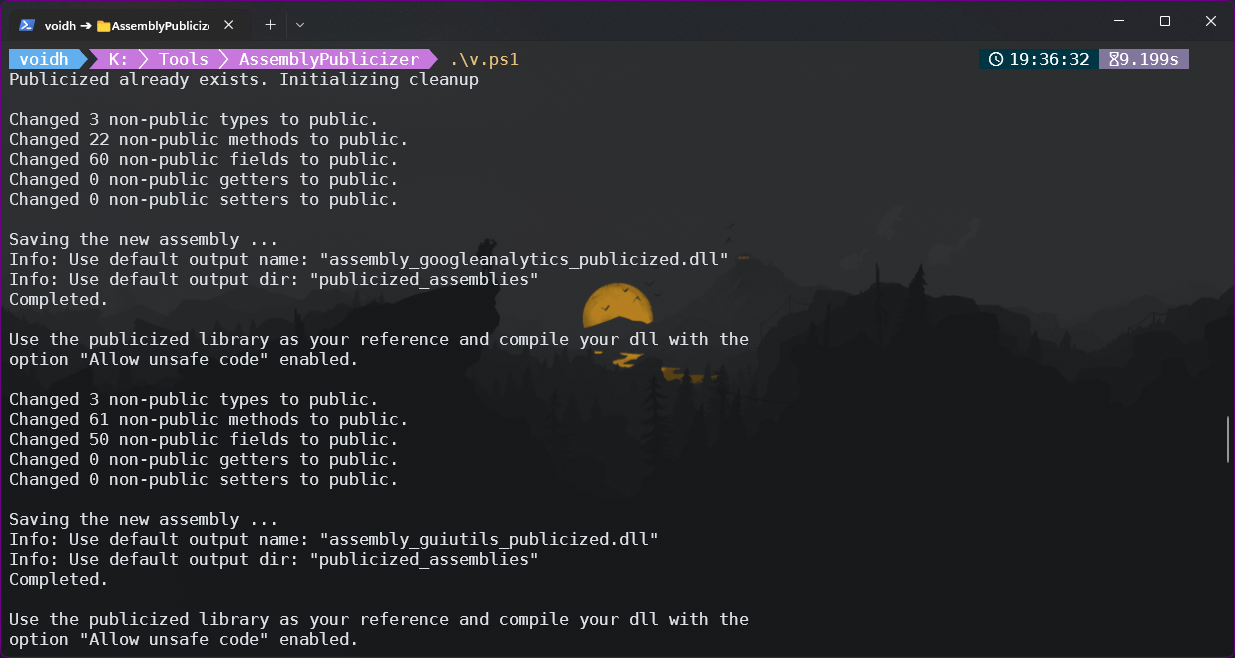 voidh → AssemblyPubliciz
voidh K: Tools AssemblyPublicizer .\v.ps1 19:36:32 9.199s
Publicized already exists. Initializing cleanup
Changed 3 non-public types to public.
Changed 22 non-public methods to public.
Changed 60 non-public fields to public.
Changed 0 non-public getters to public.
Changed 0 non-public setters to public.
Saving the new assembly ...
Info: Use default output name: "assembly_googleanalytics_publicized.dll"
Info: Use default output dir: "publicized_assemblies"
Completed.
Use the publicized library as your reference and compile your dll with the
option "Allow unsafe code" enabled.
Changed 3 non-public types to public.
Changed 61 non-public methods to public.
Changed 50 non-public fields to public.
Changed 0 non-public getters to public.
Changed 0 non-public setters to public.
Saving the new assembly ...
Info: Use default output name: "assembly_guiutils_publicized.dll"
Info: Use default output dir: "publicized_assemblies"
Completed.
Use the publicized library as your reference and compile your dll with the
option "Allow unsafe code" enabled.